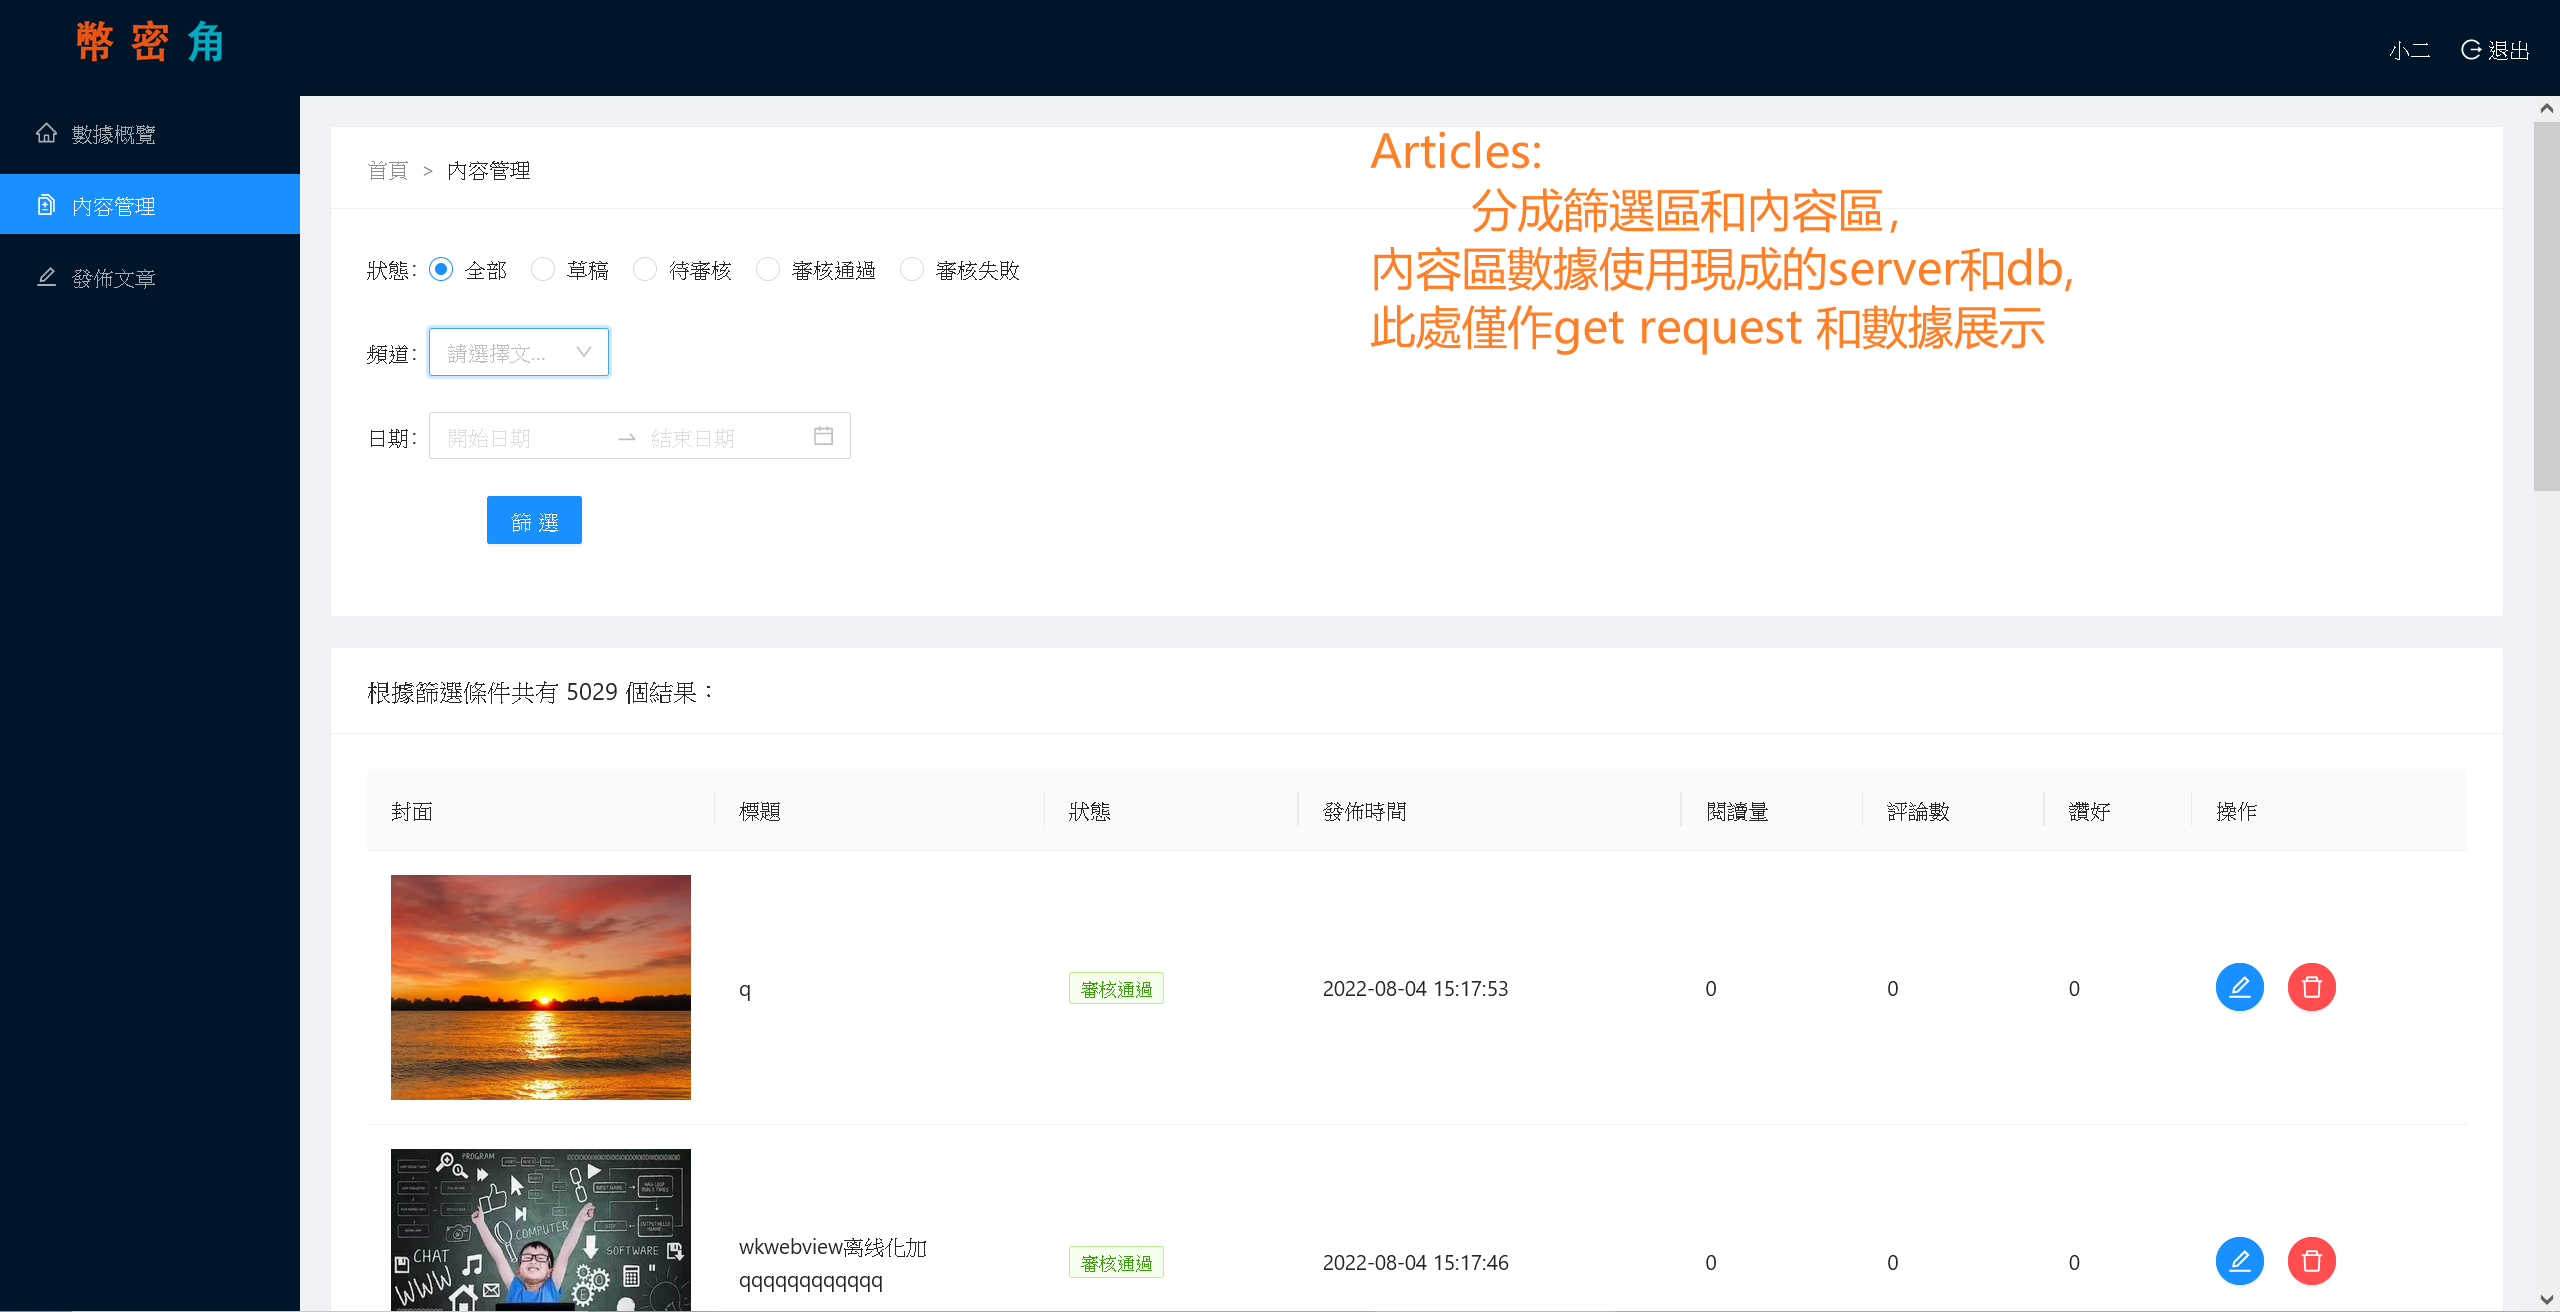 幣 密 角
小二 退出
數據概覽
內容管理
發佈文章
首頁 > 內容管理
Articles:
分成篩選區和內容區，
內容區數據使用現成的server和db,
此處僅作get request 和數據展示
狀態： 全部 草稿 待審核 審核通過 審核失敗
頻道： 請選擇文...
日期： 開始日期 結束日期
篩 選
根據篩選條件共有 5029 個結果：
封面 標題 狀態 發佈時間 閱讀量 評論數 讚好 操作
q 審核通過 2022-08-04 15:17:53 0 0 0
PROGRAM
COMPUTER
CHAT
SOFTWARE
WWW
wkwebview离线化加
qqqqqqqqqqqq
審核通過 2022-08-04 15:17:46 0 0 0